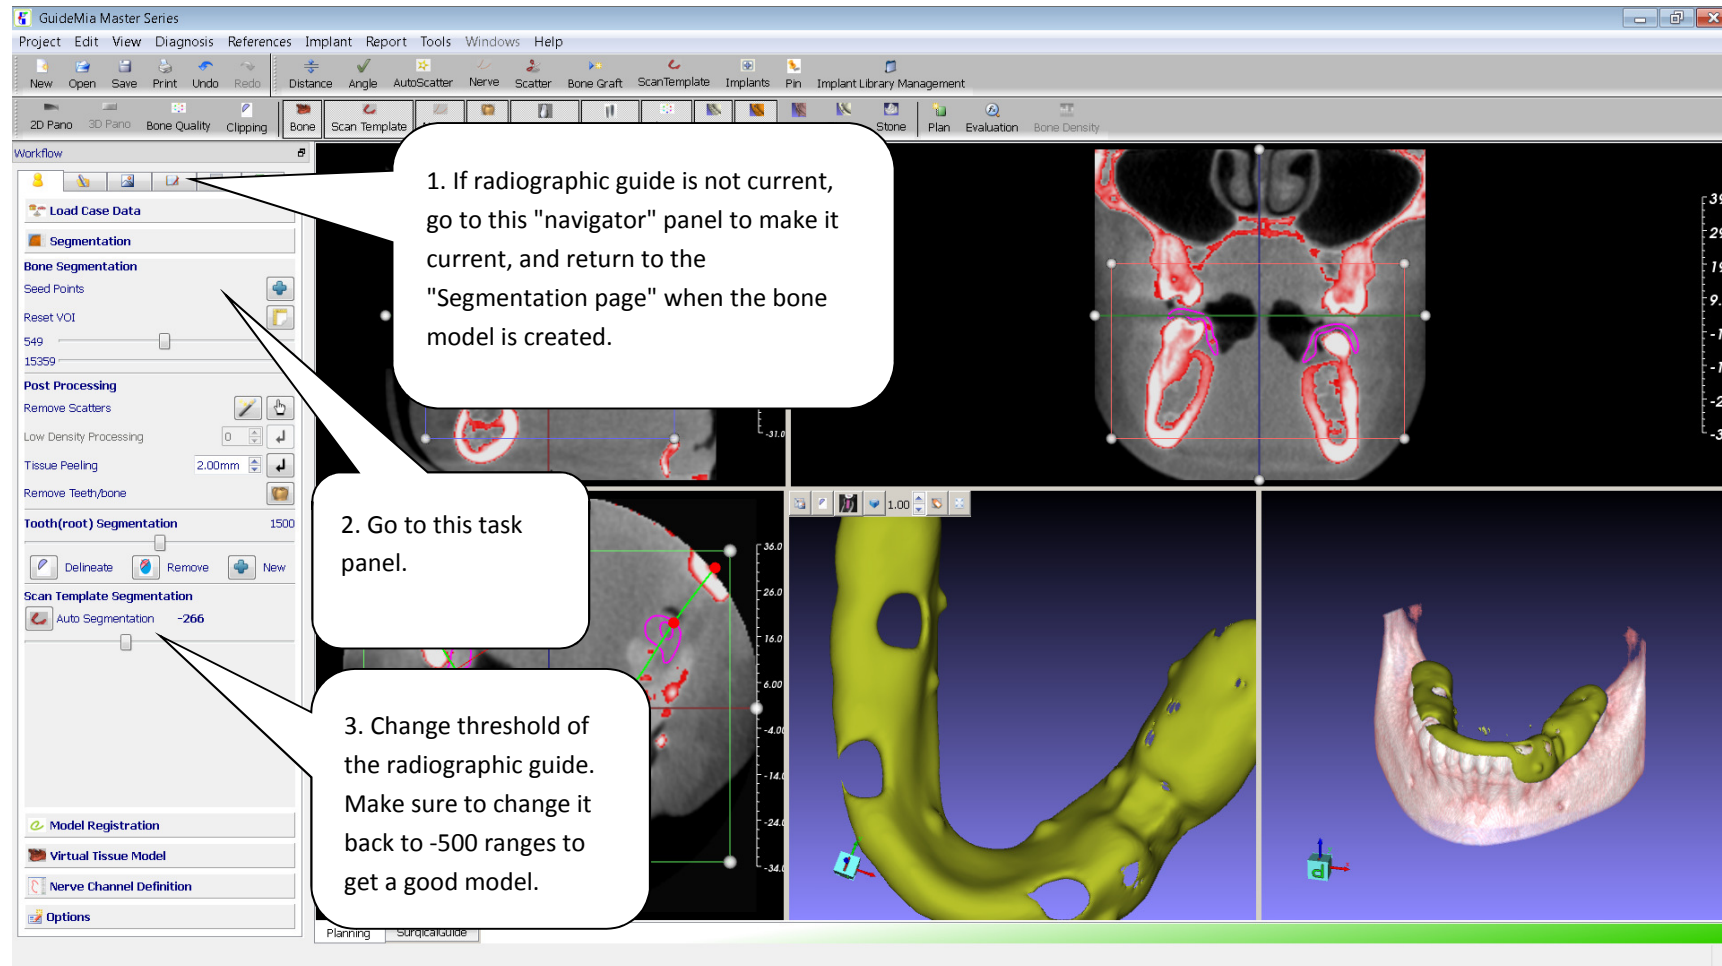 GuideMia Master Series
Project Edit View Diagnosis References Implant Report Tools Windows Help
New Open Save Print Undo Redo Distance Angle AutoScatter Nerve Scatter Bone Graft ScanTemplate Implants Pin Implant Library Management
2D Pano 3D Pano Bone Quality Clipping Bone Scan Template Stone Plan Evaluation Bone Density
Workflow
Load Case Data
Segmentation
Bone Segmentation
Seed Points
Reset VOI
549
15359
Post Processing
Remove Scatters
Low Density Processing 0
Tissue Peeling 2.00mm
Remove Teeth/bone
Tooth(root) Segmentation 1500
Delineate Remove New
Scan Template Segmentation
Auto Segmentation -266
Model Registration
Virtual Tissue Model
Nerve Channel Definition
Options
1. If radiographic guide is not current,
go to this "navigator" panel to make it
current, and return to the
"Segmentation page" when the bone
model is created.
2. Go to this task
panel.
3. Change threshold of
the radiographic guide.
Make sure to change it
back to -500 ranges to
get a good model.
-31.0
1.00
36.0
26.0
16.0
6.00
-4.00
-14.0
-24.0
-34.0
Planning SurgicalGuide